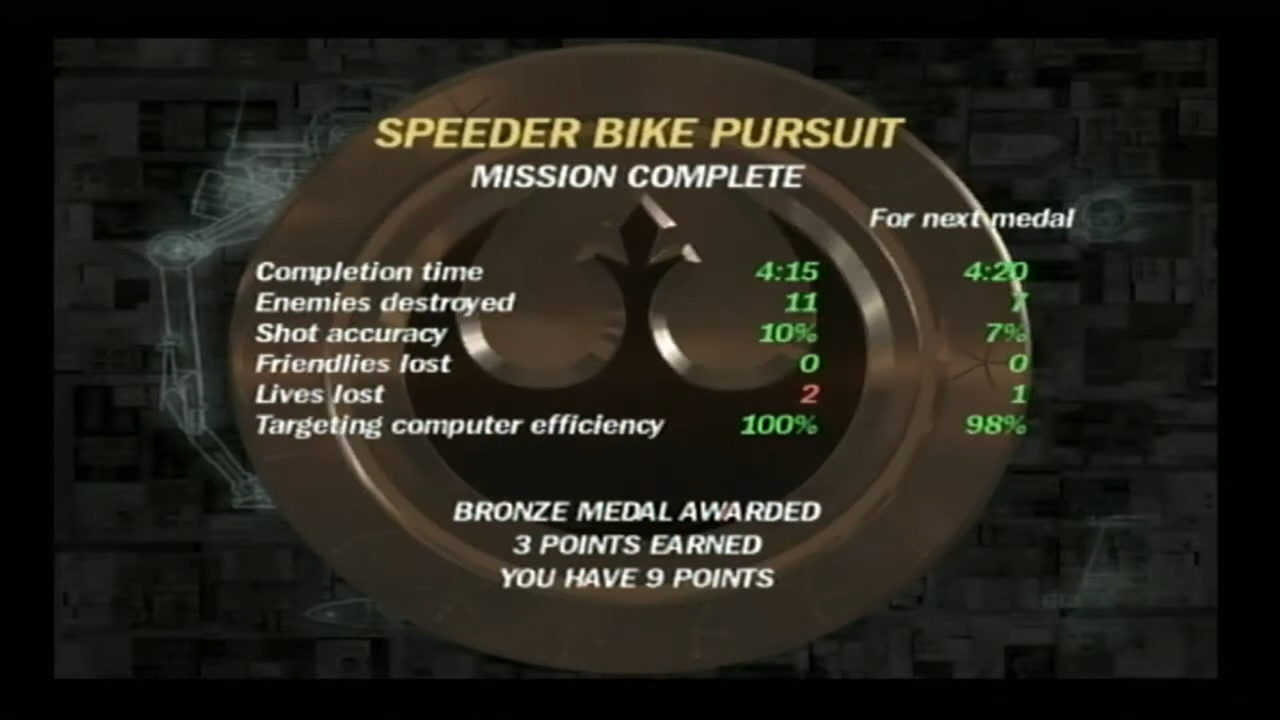 SPEEDER BIKE PURSUIT
MISSION COMPLETE
For next medal
Completion time 4:15 4:20
Enemies destroyed 11 7
Shot accuracy 10% 7%
Friendlies lost 0 0
Lives lost 2 1
Targeting computer efficiency 100% 98%
BRONZE MEDAL AWARDED
3 POINTS EARNED
YOU HAVE 9 POINTS